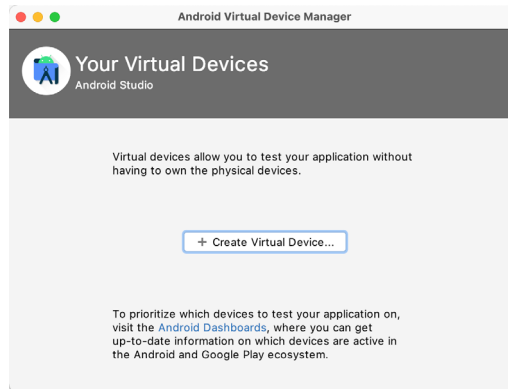 Android Virtual Device Manager
Your Virtual Devices
Android Studio
Virtual devices allow you to test your application without
having to own the physical devices.
+ Create Virtual Device...
To prioritize which devices to test your application on,
visit the Android Dashboards, where you can get
up-to-date information on which devices are active in
the Android and Google Play ecosystem.